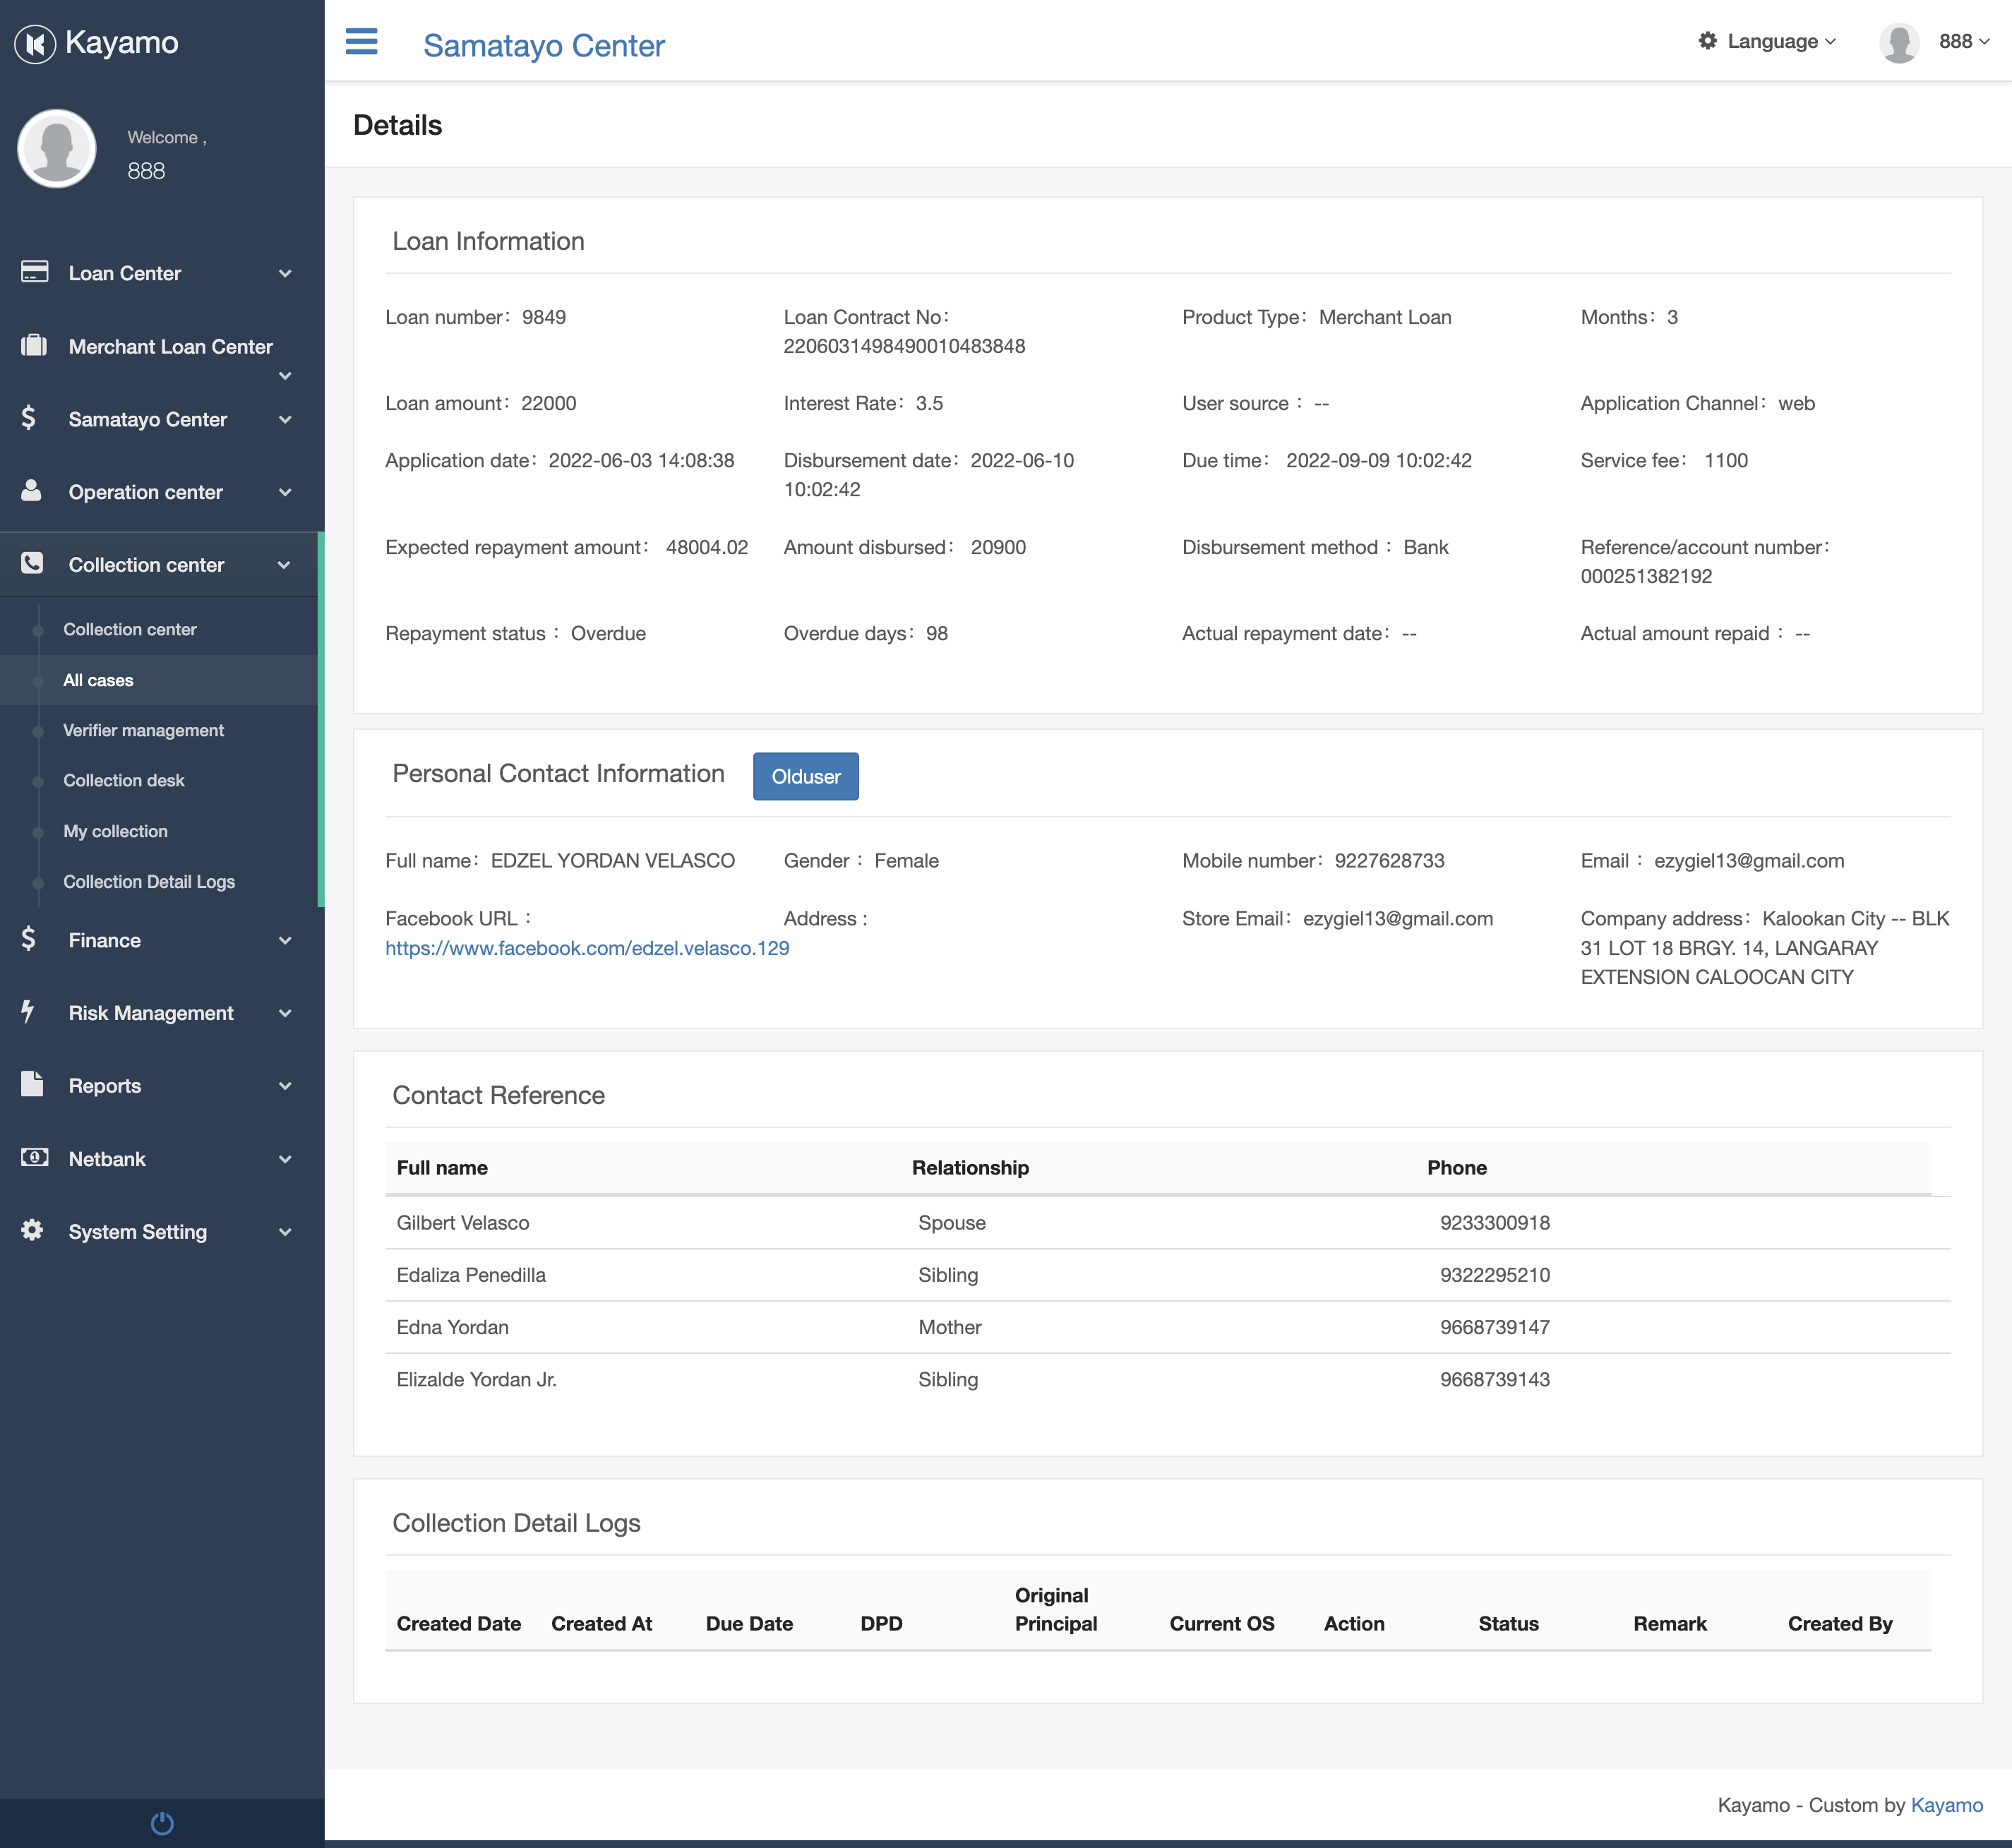 Kayamo
Welcome ,
888
Loan Center
Merchant Loan Center
Samatayo Center
Operation center
Collection center
Collection center
All cases
Verifier management
Collection desk
My collection
Collection Detail Logs
Finance
Risk Management
Reports
Netbank
System Setting
Samatayo Center
Language
888
Details
Loan Information
Loan number: 9849
Loan Contract No:
2206031498490010483848
Product Type: Merchant Loan
Months: 3
Loan amount: 22000
Interest Rate: 3.5
User source : --
Application Channel: web
Application date: 2022-06-03 14:08:38
Disbursement date: 2022-06-10
10:02:42
Due time: 2022-09-09 10:02:42
Service fee: 1100
Expected repayment amount: 48004.02
Amount disbursed: 20900
Disbursement method : Bank
Reference/account number:
000251382192
Repayment status : Overdue
Overdue days: 98
Actual repayment date: --
Actual amount repaid : --
Personal Contact Information
Olduser
Full name: EDZEL YORDAN VELASCO
Gender : Female
Mobile number: 9227628733
Email : ezygiel13@gmail.com
Facebook URL :
https://www.facebook.com/edzel.velasco.129
Address :
Store Email: ezygiel13@gmail.com
Company address: Kalookan City -- BLK
31 LOT 18 BRGY. 14, LANGARAY
EXTENSION CALOOCAN CITY
Contact Reference
Full name Relationship Phone
Gilbert Velasco Spouse 9233300918
Edaliza Penedilla Sibling 9322295210
Edna Yordan Mother 9668739147
Elizalde Yordan Jr. Sibling 9668739143
Collection Detail Logs
Created Date Created At Due Date DPD Original
Principal Current OS Action Status Remark Created By
Kayamo - Custom by Kayamo